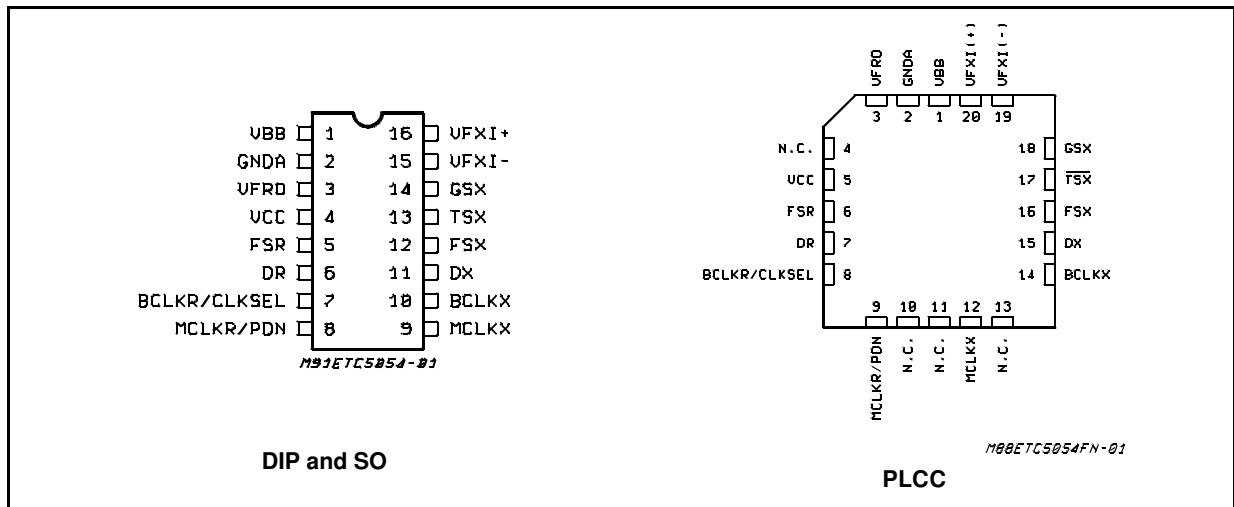 VBB 1 16 VFXI+
GNDA 2 15 VFXI-
VFRO 3 14 GSX
VCC 4 13 TSX
FSR 5 12 FSX
DR 6 11 DX
BCLKR/CLKSEL 7 10 BCLKX
MCLKR/PDN 8 9 MCLKX
M91ETC5054-01
DIP and SO
VFRO GNDA VBB VFXI(+) VFXI(-)
3 2 1 20 19
N.C. 4 18 GSX
VCC 5 17 TSX
FSR 6 16 FSX
DR 7 15 DX
BCLKR/CLKSEL 8 14 BCLKX
9 10 11 12 13
MCLKR/PDN N.C. N.C. MCLKX N.C.
M88ETC5054FN-01
PLCC